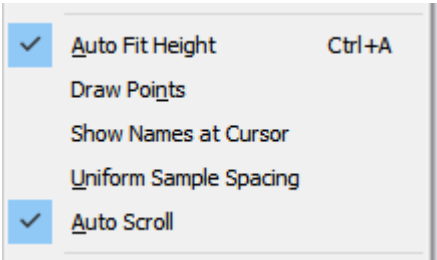 Auto Fit Height Ctrl+A
Draw Points
Show Names at Cursor
Uniform Sample Spacing
Auto Scroll